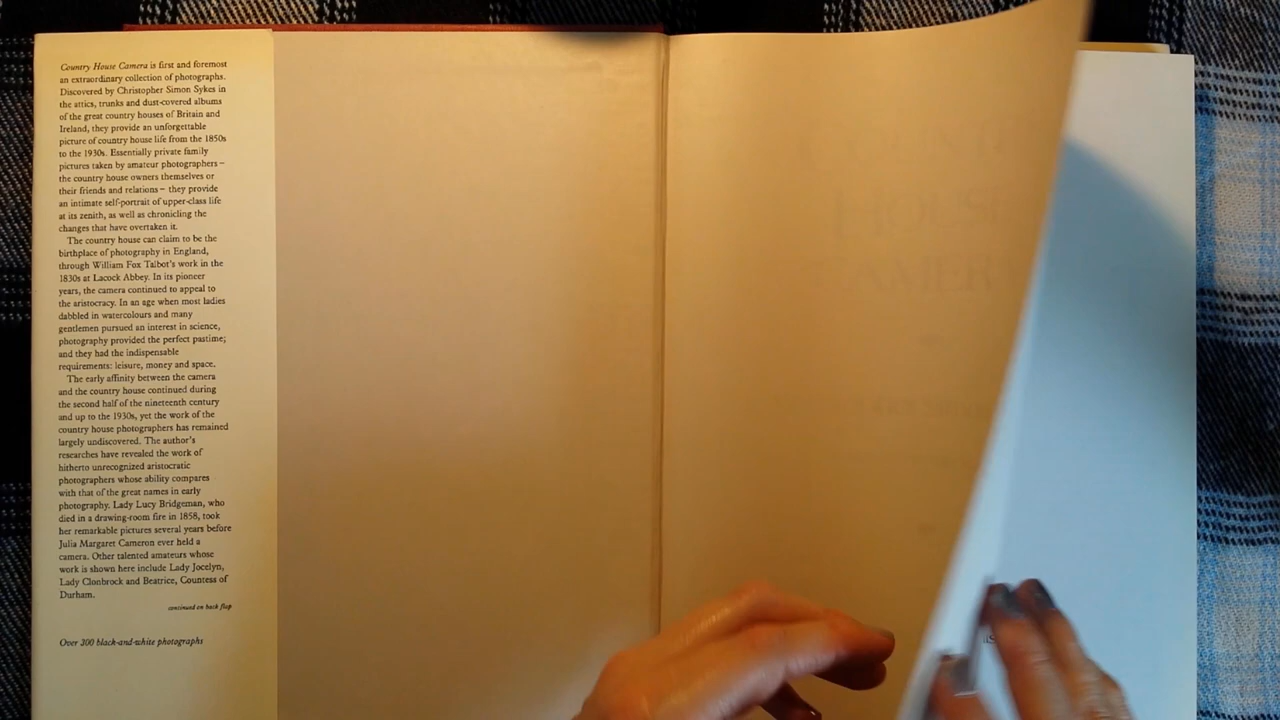 Country House Camera is first and foremost
an extraordinary collection of photographs.
Discovered by Christopher Simon Sykes in
the attics, trunks and dust-covered albums
of the great country houses of Britain and
Ireland, they provide an unforgettable
picture of country house life from the 1850s
to the 1930s. Essentially private family
pictures taken by amateur photographers –
the country house owners themselves or
their friends and relations – they provide
an intimate self-portrait of upper-class life
at its zenith, as well as chronicling the
changes that have overtaken it.
The country house can claim to be the
birthplace of photography in England,
through William Fox Talbot's work in the
1830s at Lacock Abbey. In its pioneer
years, the camera continued to appeal to
the aristocracy. In an age when most ladies
dabbled in watercolours and many
gentlemen pursued an interest in science,
photography provided the perfect pastime;
and they had the indispensable
requirements: leisure, money and space.
The early affinity between the camera
and the country house continued during
the second half of the nineteenth century
and up to the 1930s, yet the work of the
country house photographers has remained
largely undiscovered. The author's
researches have revealed the work of
hitherto unrecognized aristocratic
photographers whose ability compares
with that of the great names in early
photography. Lady Lucy Bridgeman, who
died in a drawing-room fire in 1858, took
her remarkable pictures several years before
Julia Margaret Cameron ever held a
camera. Other talented amateurs whose
work is shown here include Lady Jocelyn,
Lady Clonbrock and Beatrice, Countess of
Durham.
continued on back flap
Over 300 black-and-white photographs